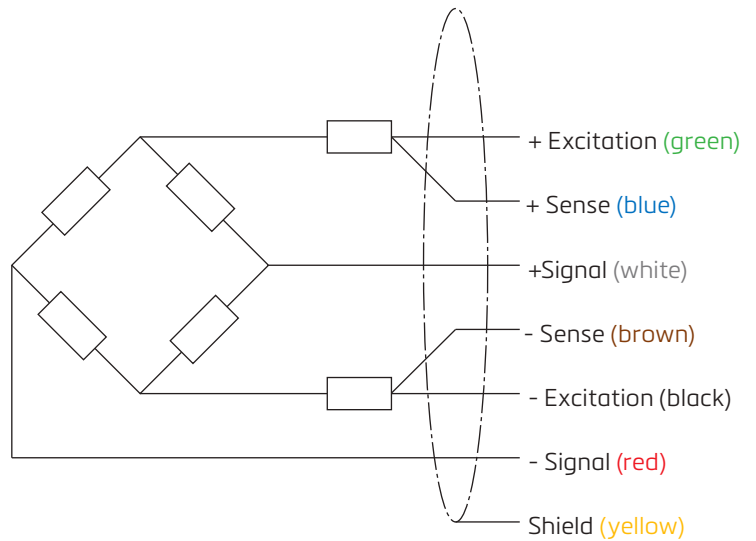 + Excitation (green)
+ Sense (blue)
+Signal (white)
- Sense (brown)
- Excitation (black)
- Signal (red)
Shield (yellow)